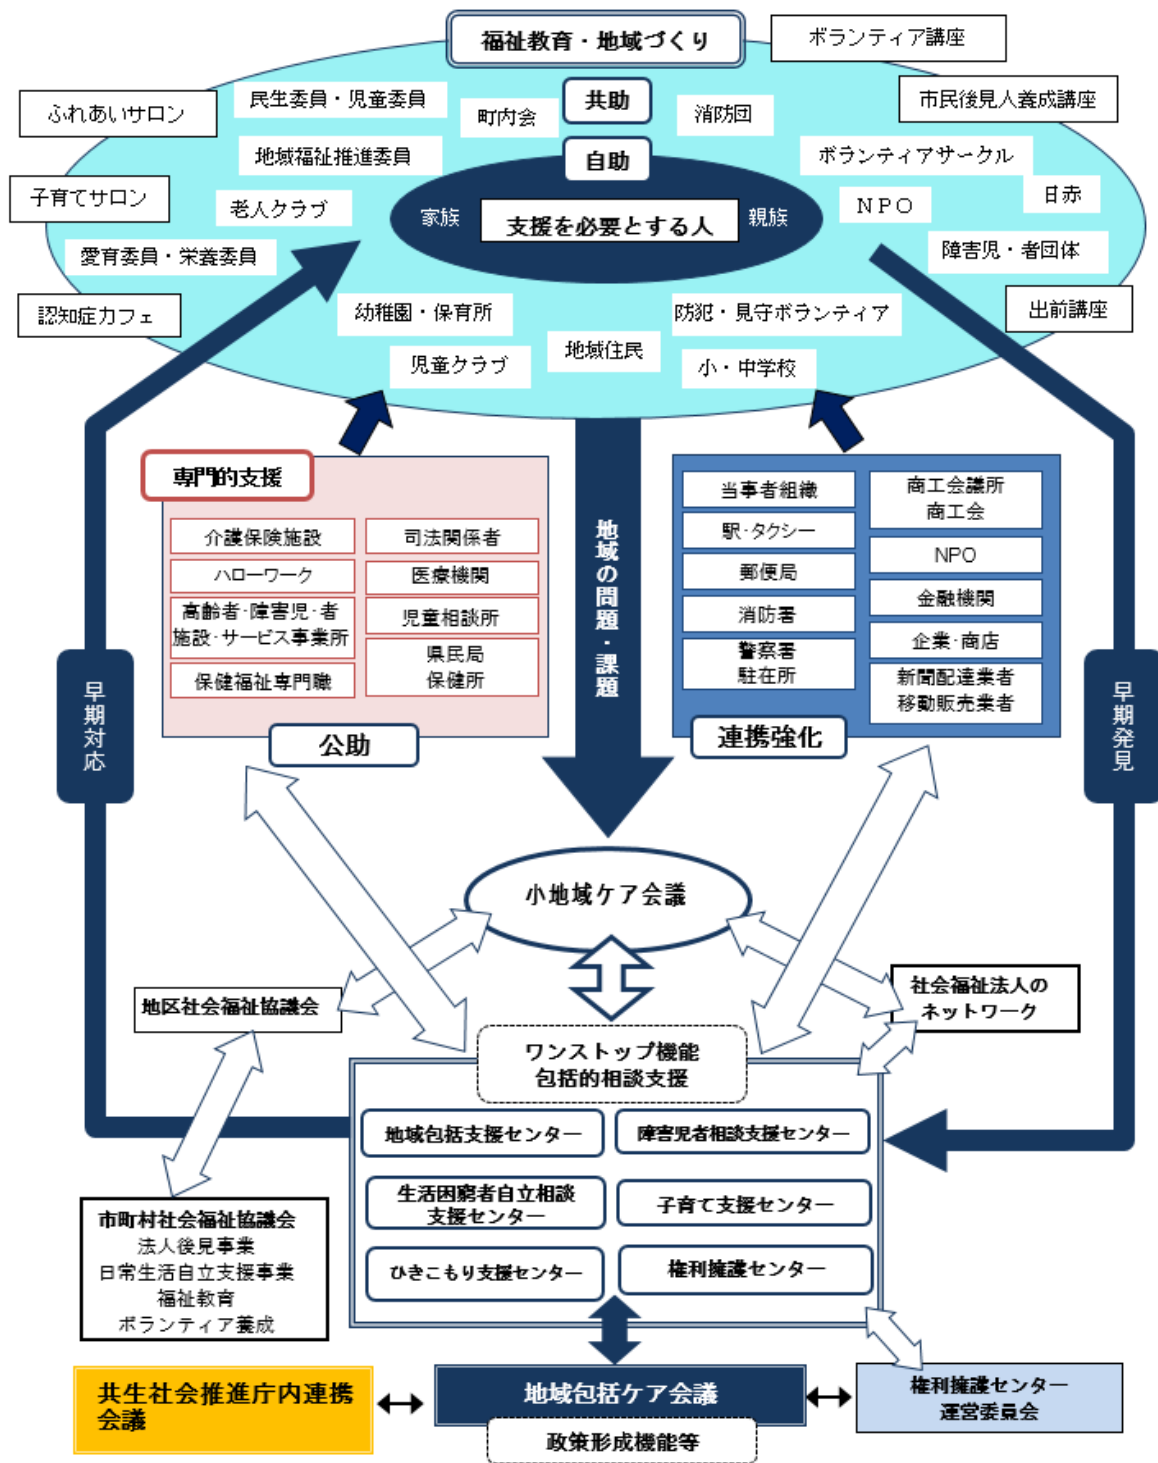 福祉教育・地域づくり
ボランティア講座
ふれあいサロン
民生委員・児童委員
共助
町内会
消防団
市民後見人養成講座
地域福祉推進委員
自助
ボランティアサークル
子育てサロン
老人クラブ
家族
支援を必要とする人
親族
ＮＰＯ
日赤
愛育委員・栄養委員
障害児・者団体
認知症カフェ
幼稚園・保育所
防犯・見守ボランティア
出前講座
児童クラブ
地域住民
小・中学校
専門的支援
介護保険施設
司法関係者
ハローワーク
医療機関
高齢者・障害児・者
施設・サービス事業所
児童相談所
保健福祉専門職
県民局
保健所
公助
地域の問題・課題
当事者組織
商工会議所
商工会
駅・タクシー
NPO
郵便局
金融機関
消防署
企業・商店
警察署
駐在所
新聞配達業者
移動販売業者
連携強化
早期対応
早期発見
小地域ケア会議
地区社会福祉協議会
社会福祉法人の
ネットワーク
ワンストップ機能
包括的相談支援
地域包括支援センター
障害児者相談支援センター
生活困窮者自立相談
支援センター
子育て支援センター
ひきこもり支援センター
権利擁護センター
市町村社会福祉協議会
法人後見事業
日常生活自立支援事業
福祉教育
ボランティア養成
共生社会推進庁内連携
会議
地域包括ケア会議
政策形成機能等
権利擁護センター
運営委員会